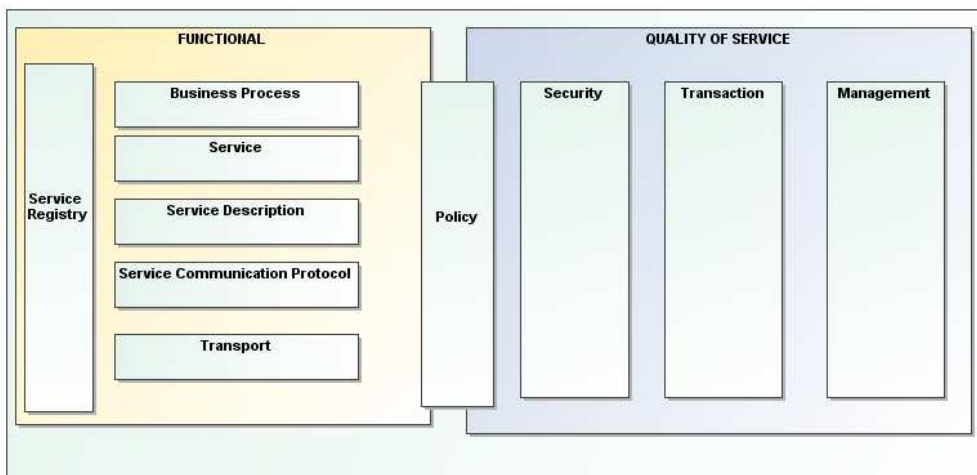 FUNCTIONAL
Service
Registry
Business Process
Service
Service Description
Service Communication Protocol
Transport
Policy
QUALITY OF SERVICE
Security
Transaction
Management